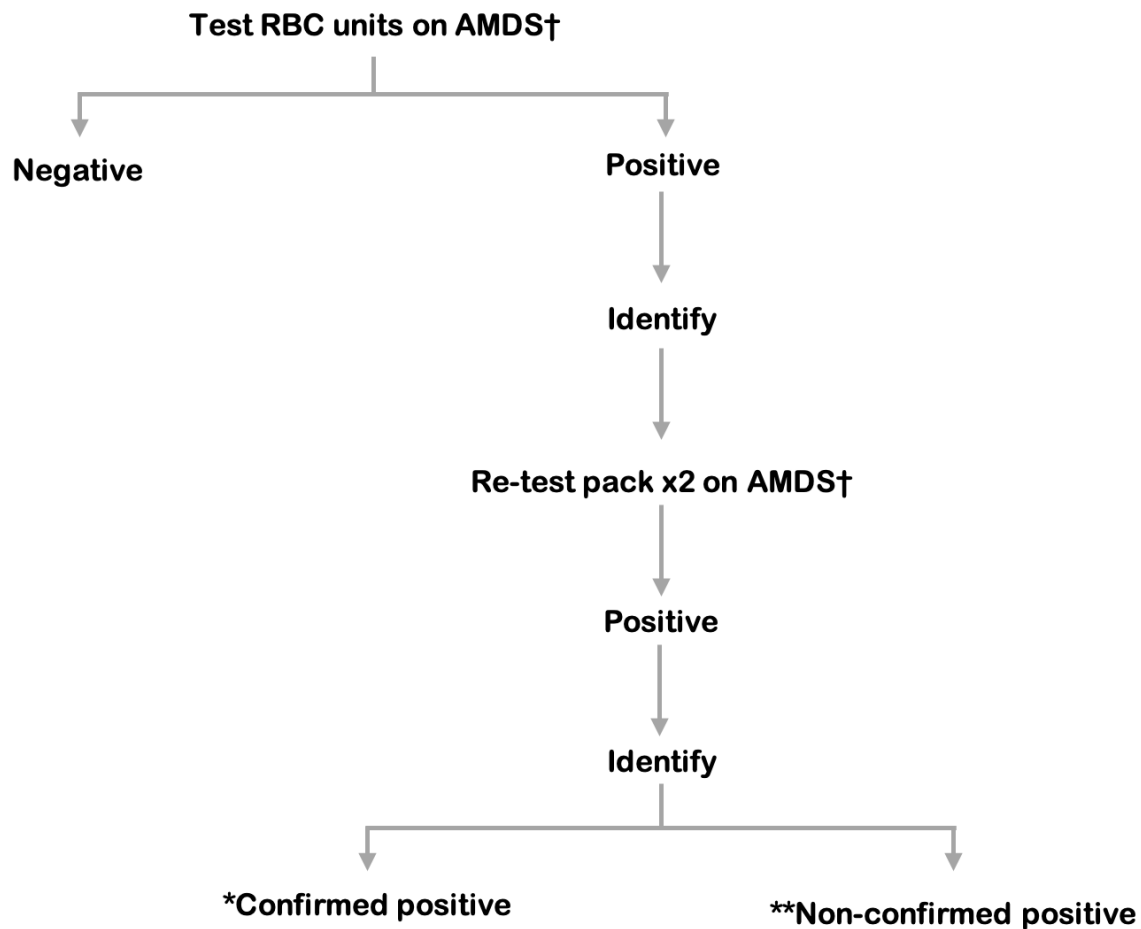 Test RBC units on AMDS†
Negative
Positive
Identify
Re-test pack x2 on AMDS†
Positive
Identify
*Confirmed positive
**Non-confirmed positive